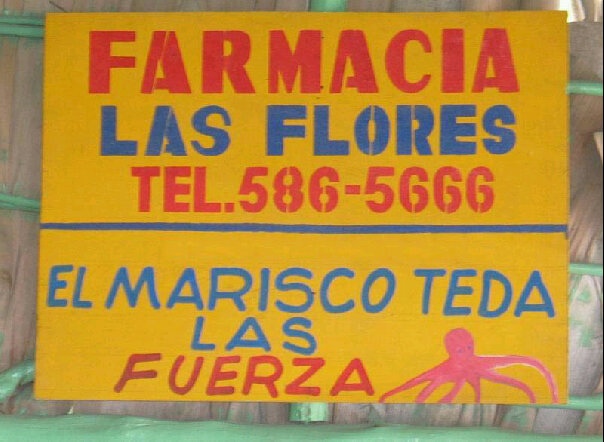 FARMACIA
LAS FLORES
TEL.586-5666
EL MARISCO TEDA
LAS
FUERZA